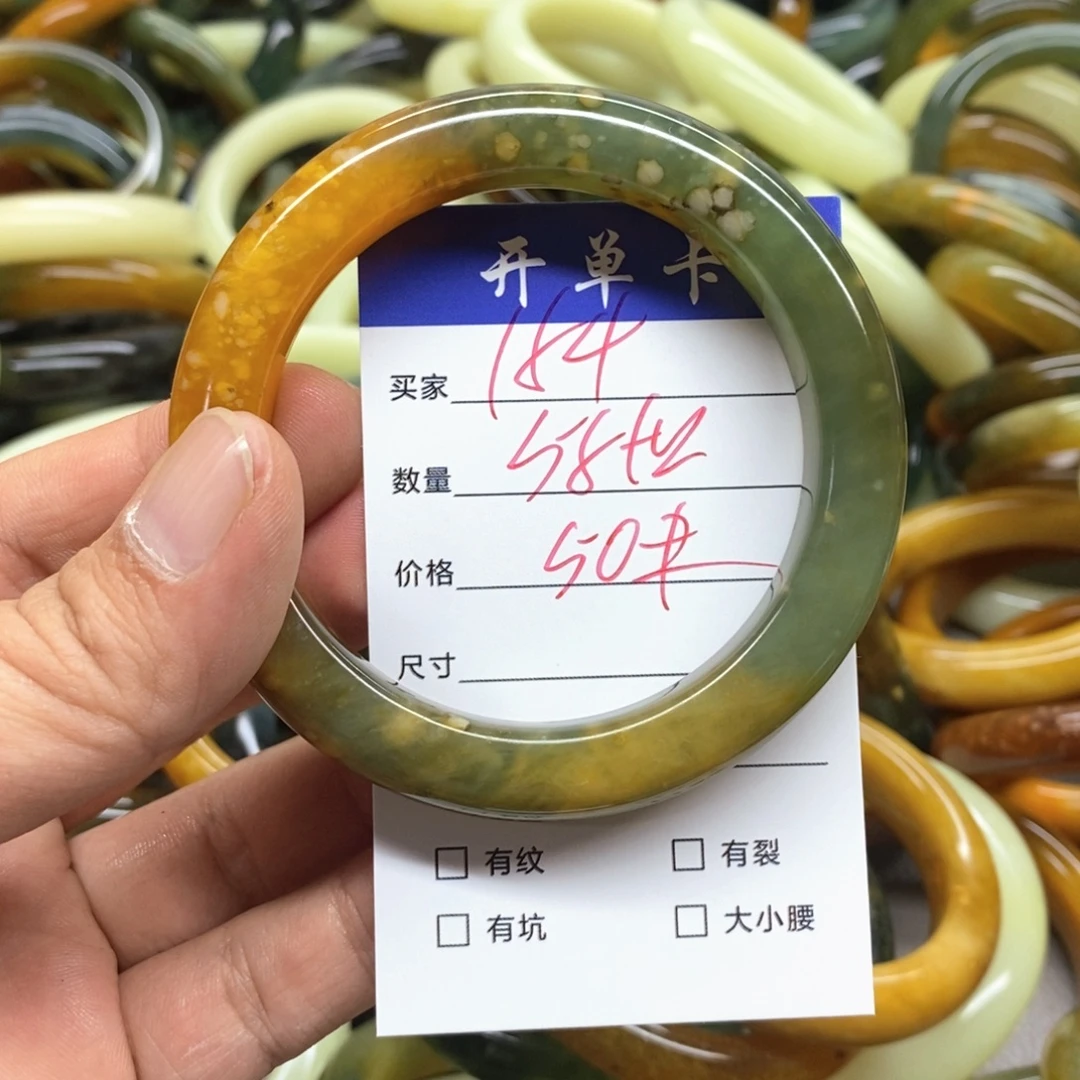 开单卡
买家 184
数量 58
价格 50
尺寸
有纹 有裂
有坑 大小腰